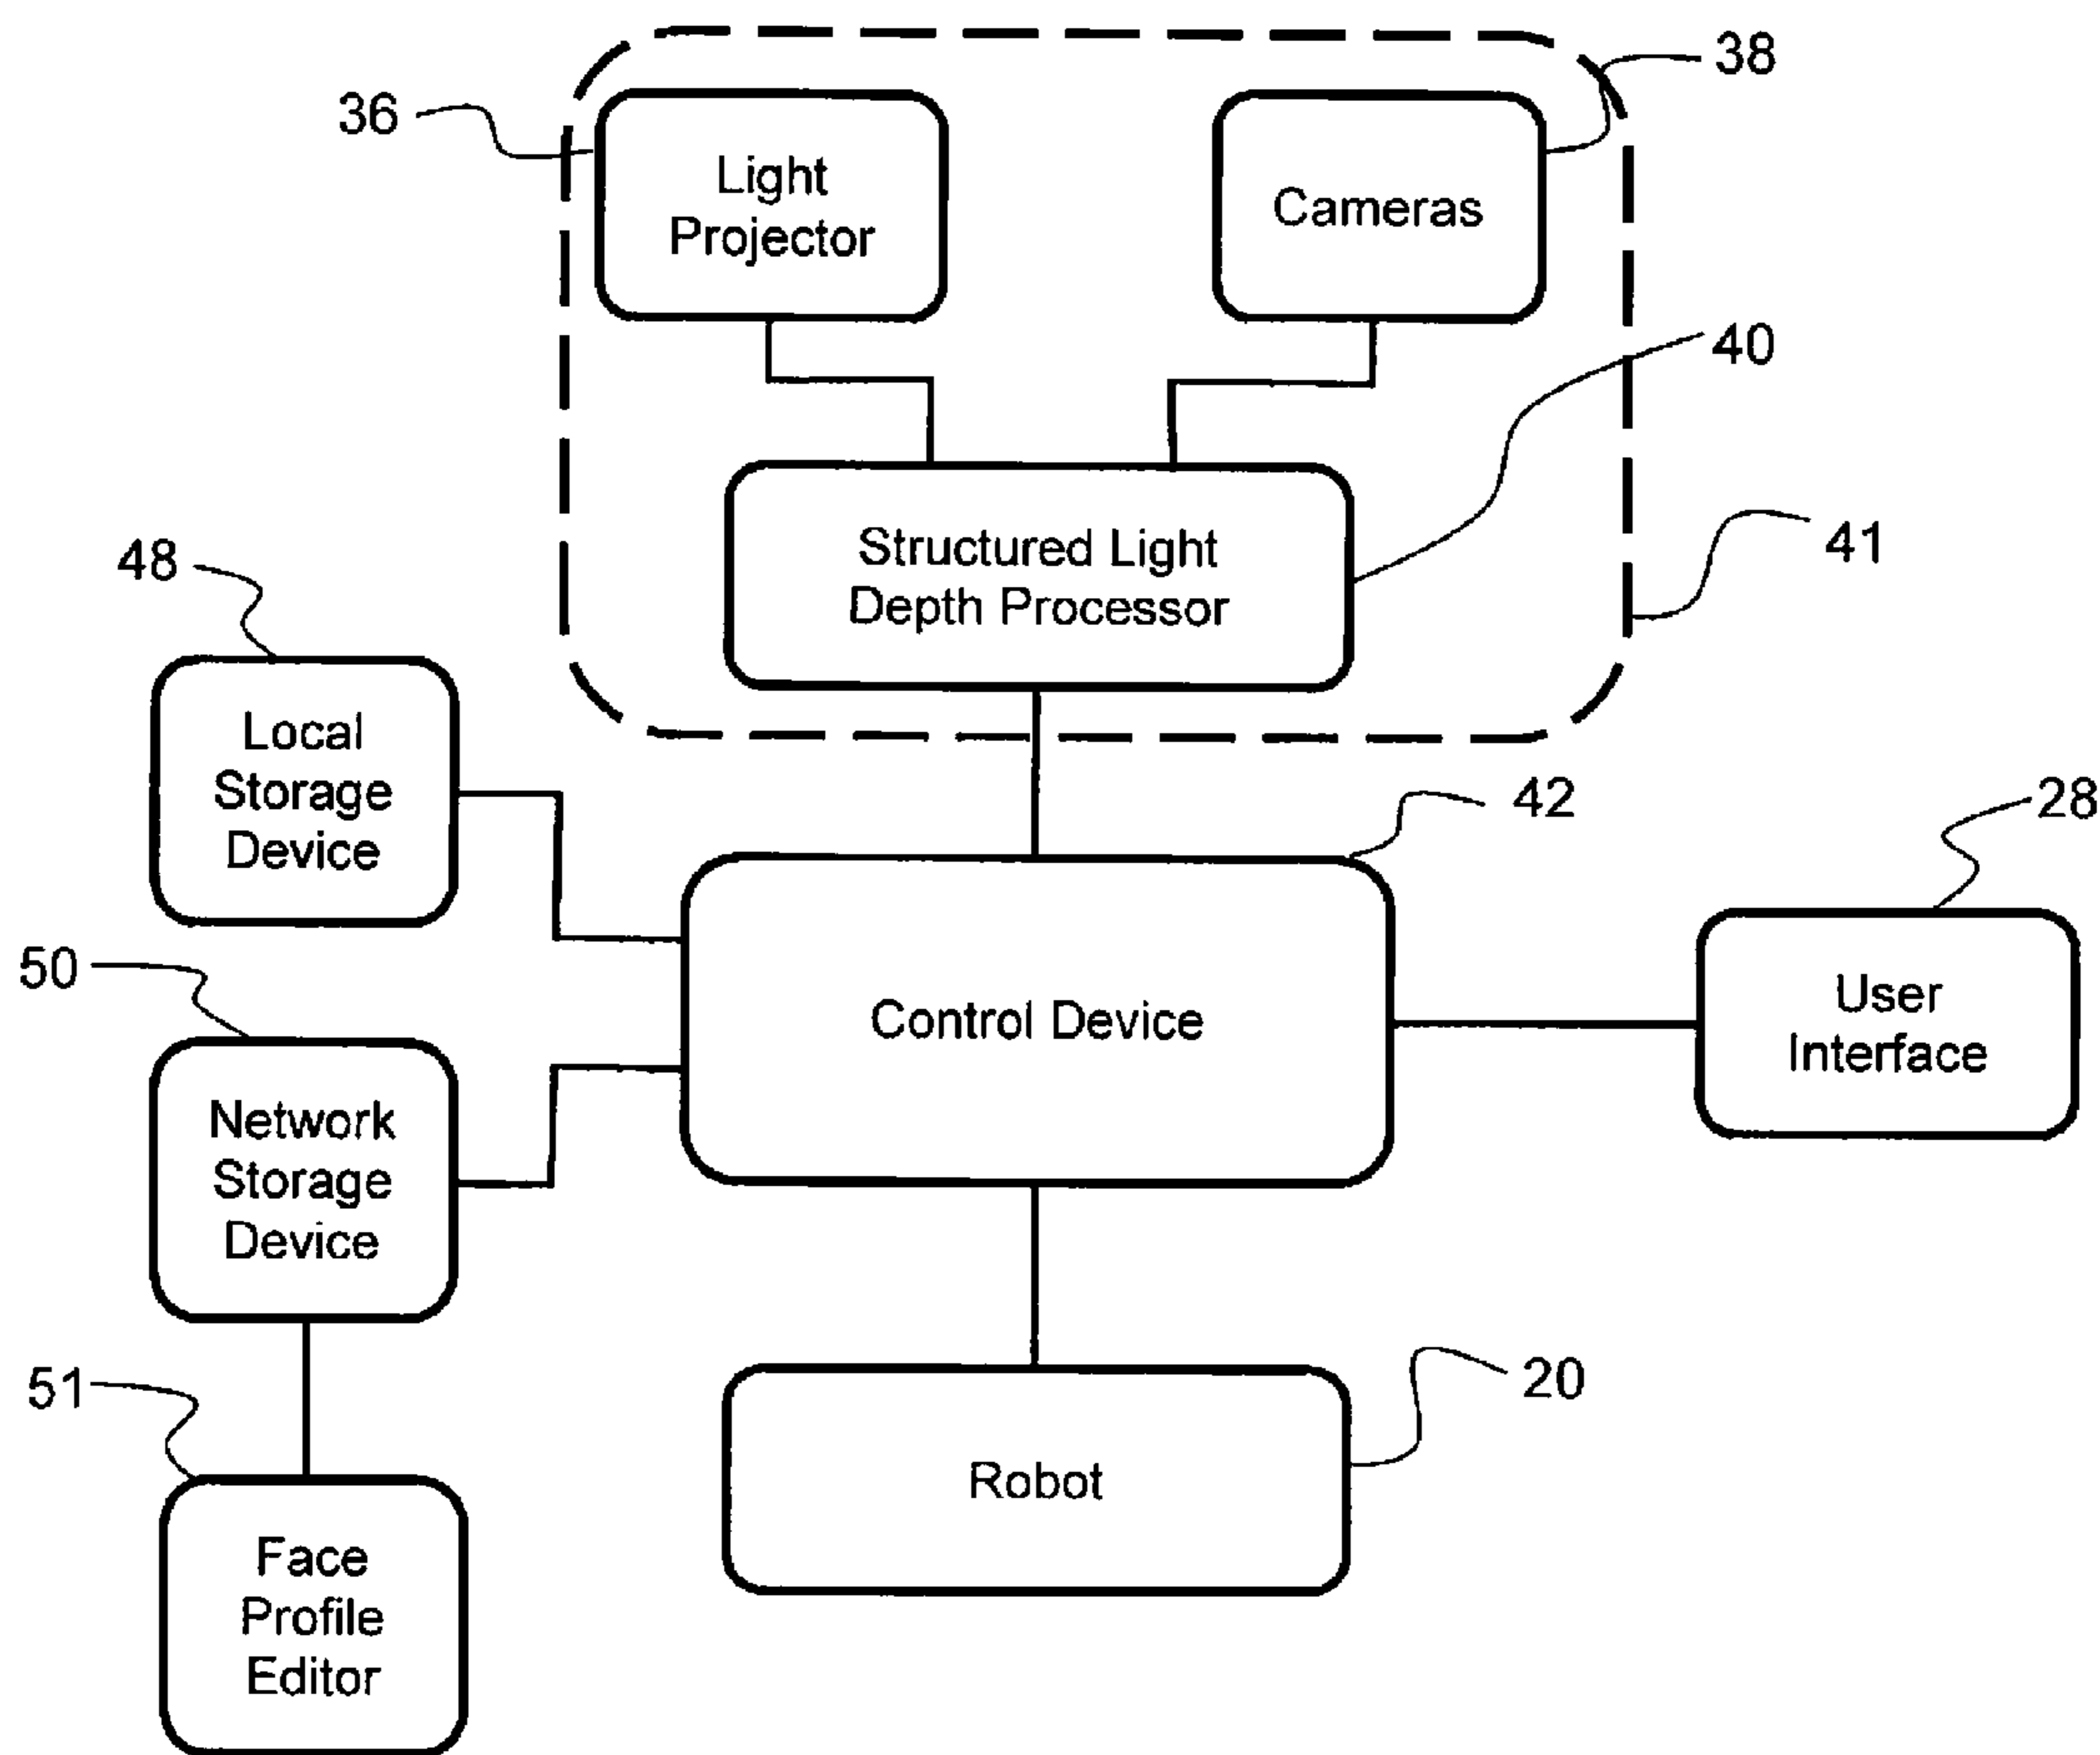 36
Light
Projector
38
Cameras
40
Structured Light
Depth Processor
41
48
Local
Storage
Device
42
Control Device
28
User
Interface
50
Network
Storage
Device
51
Face
Profile
Editor
20
Robot